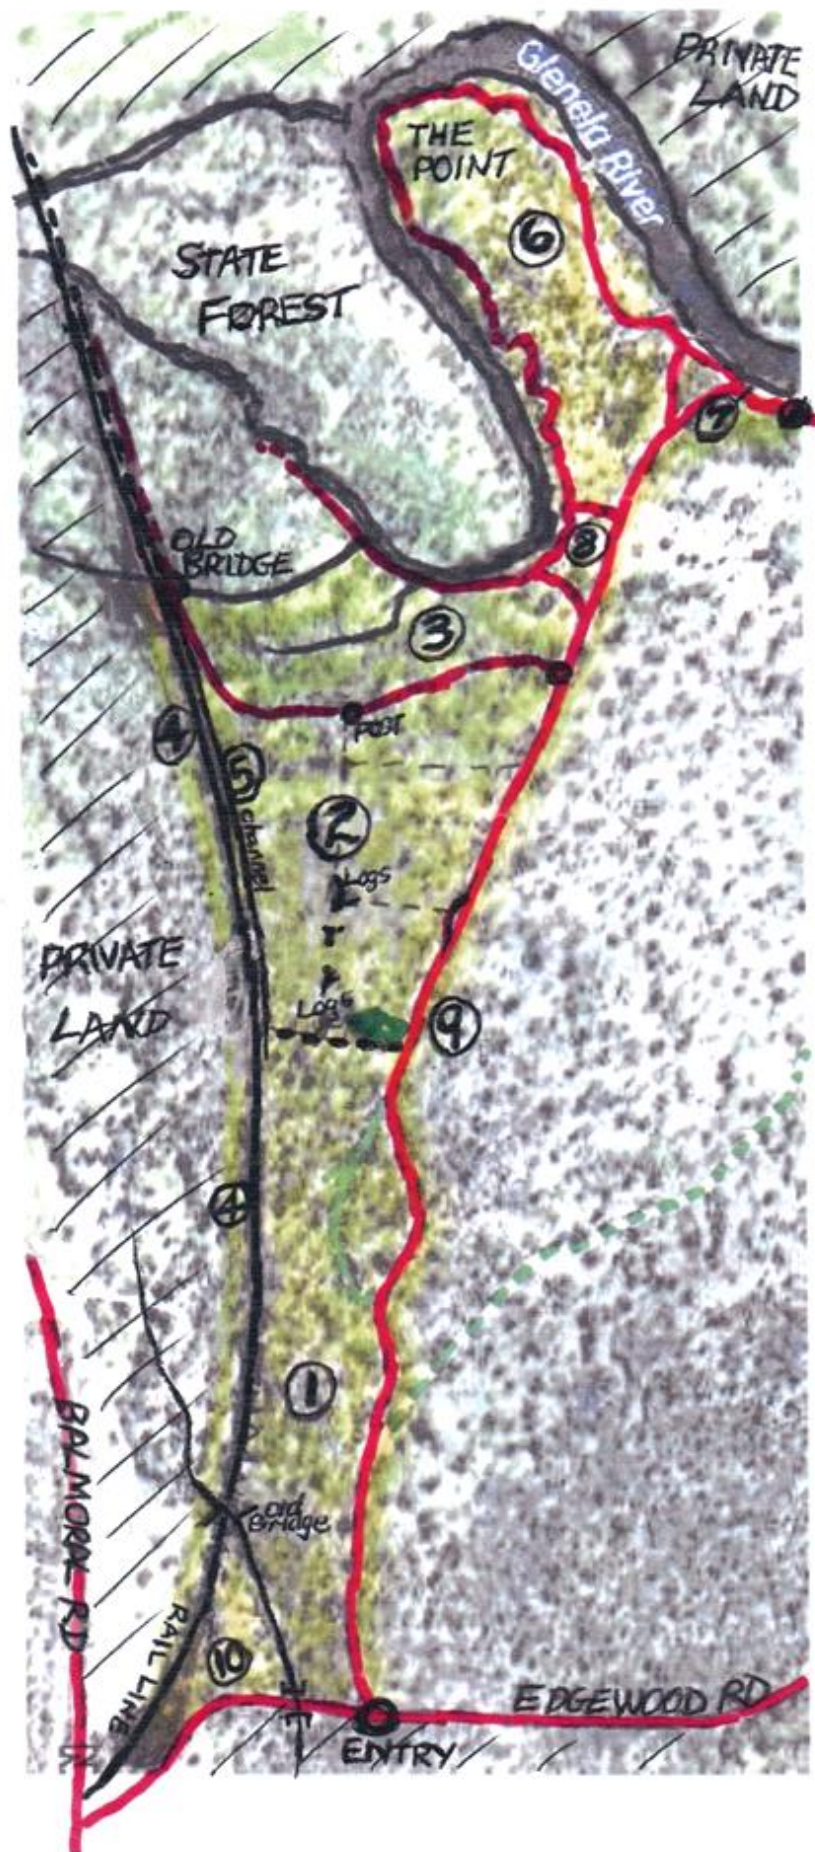 PRIVATE
LAND
Glenelg River
THE
POINT
6
STATE
FOREST
7
OLD
BRIDGE
8
3
4
POST
5
channel
2
Logs
PRIVATE
LAND
Logs
9
4
1
BALMORAL RD
Old
Bridge
RAIL LINE
10
EDGEWOOD RD
ENTRY